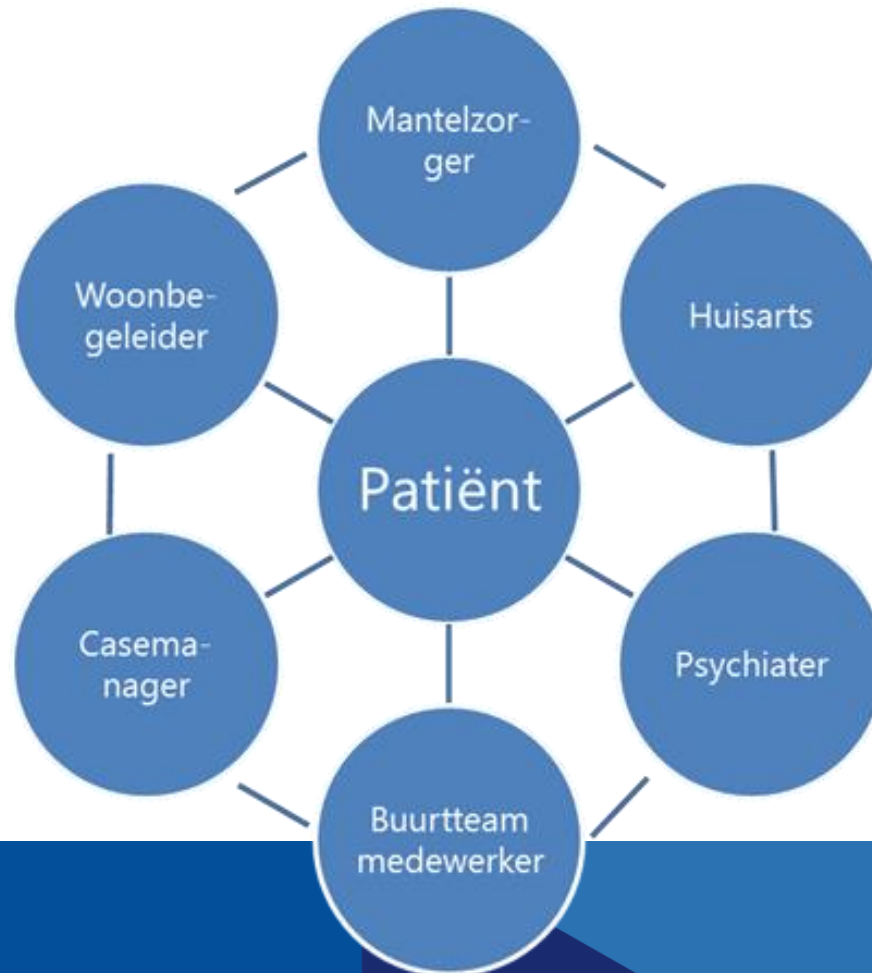 Mantelzor-
ger
Woonbe-
geleider
Huisarts
Patiënt
Casema-
nager
Psychiater
Buurtteam
medewerker